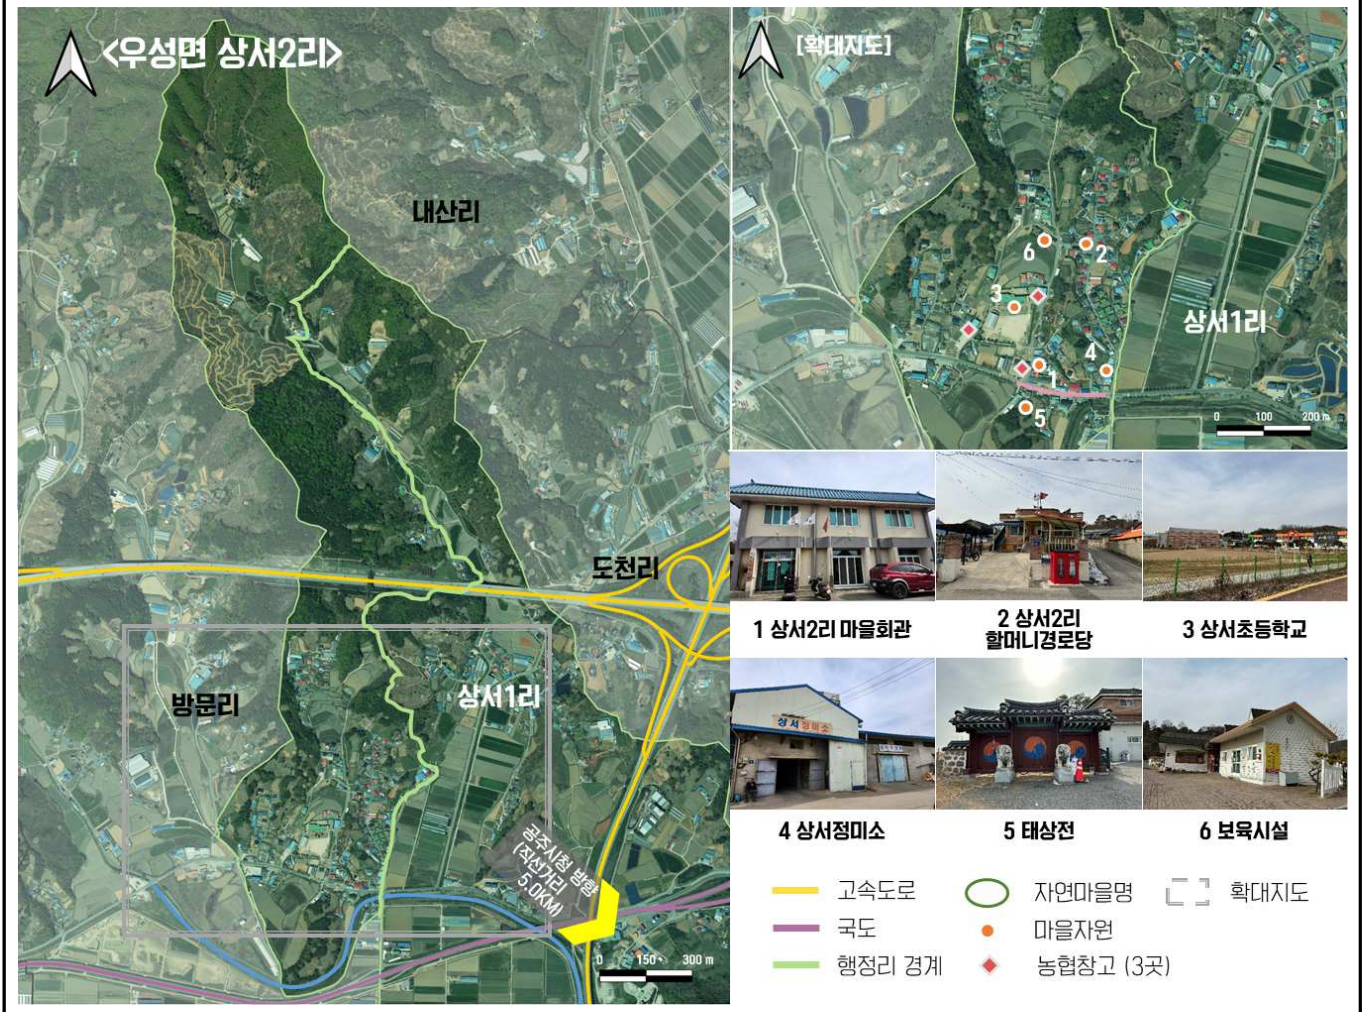 <우성면 상서2리>
내산리
도천리
방문리
상서1리
공주시청 방향
(직선거리
5.0KM)
0 150 300 m
[확대지도]
6
2
3
상서1리
4
1
5
0 100 200 m
1 상서2리 마을회관
2 상서2리
할머니경로당
3 상서초등학교
상서정미소
4 상서정미소
5 태상전
6 보육시설
고속도로
자연마을명
확대지도
국도
마을자원
행정리 경계
농협창고 (3곳)